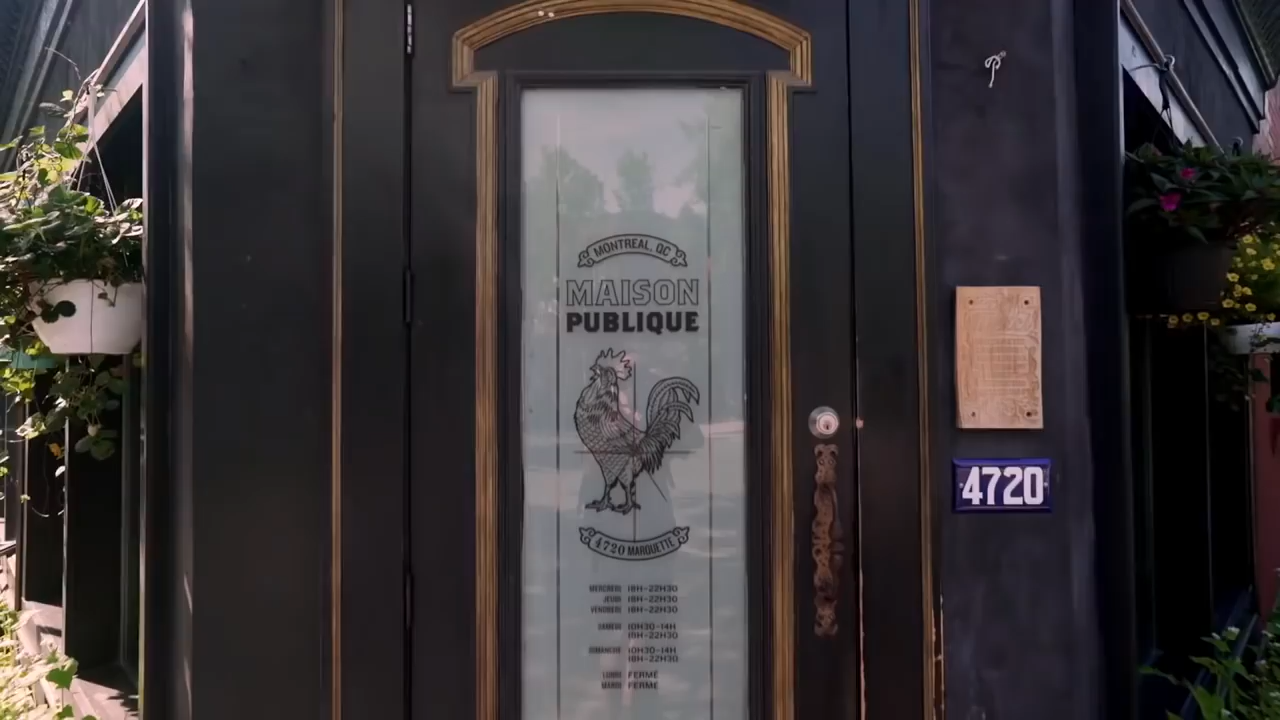 MONTREAL, QC
MAISON
PUBLIQUE
4720 MARQUETTE
MERCREDI 18H-22H30
JEUDI 18H-22H30
VENDREDI 18H-22H30
SAMEDI 10H30-14H
18H-22H30
DIMANCHE 10H30-14H
18H-22H30
LUNDI FERMÉ
MARDI FERMÉ
4720